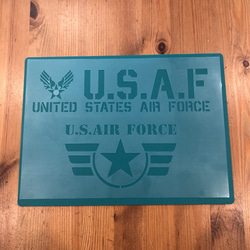 U.S.A.F
UNITED STATES AIR FORCE
U.S.AIR FORCE